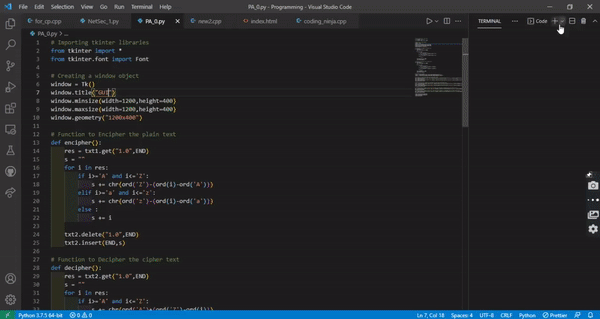 File Edit Selection View Go Run Terminal Help PA_0.py - Programming - Visual Studio Code
for_cp.cpp NetSec_1.py PA_0.py new2.cpp index.html coding_ninja.cpp
TERMINAL Code
PA_0.py > ...
1 # Importing tkinter libraries
2 from tkinter import *
3 from tkinter.font import Font
4
5 # Creating a window object
6 window = Tk()
7 window.title("GUI")
8 window.minsize(width=1200,height=400)
9 window.maxsize(width=1200,height=400)
10 window.geometry("1200x400")
11
12 # Function to Encipher the plain text
13 def encipher():
14 res = txt1.get("1.0",END)
15 s = ""
16 for i in res:
17 if i>='A' and i<='Z':
18 s += chr(ord('Z')-(ord(i)-ord('A')))
19 elif i>='a' and i<='z':
20 s += chr(ord('z')-(ord(i)-ord('a')))
21 else :
22 s += i
23
24 txt2.delete("1.0",END)
25 txt2.insert(END,s)
26
27 # Function to Decipher the cipher text
28 def decipher():
29 res = txt2.get("1.0",END)
30 s = ""
31 for i in res:
32 if i>='A' and i<='Z':
33 s += chr(ord('A')+(ord('Z')-ord(i)))
Python 3.7.5 64-bit 0 0 Ln 7, Col 18 Spaces: 4 UTF-8 CRLF Python Prettier